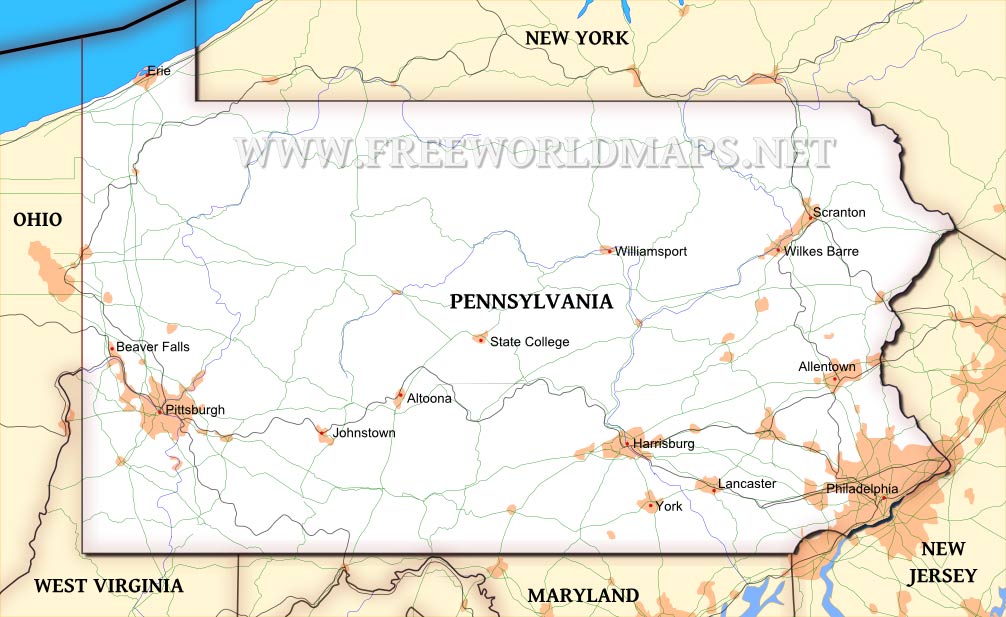 NEW YORK
Erie
WWW.FREEWORLDMAPS.NET
OHIO
Scranton
Williamsport
Wilkes Barre
PENNSYLVANIA
State College
Beaver Falls
Allentown
Altoona
Pittsburgh
Johnstown
Harrisburg
Lancaster
Philadelphia
York
NEW
JERSEY
WEST VIRGINIA
MARYLAND